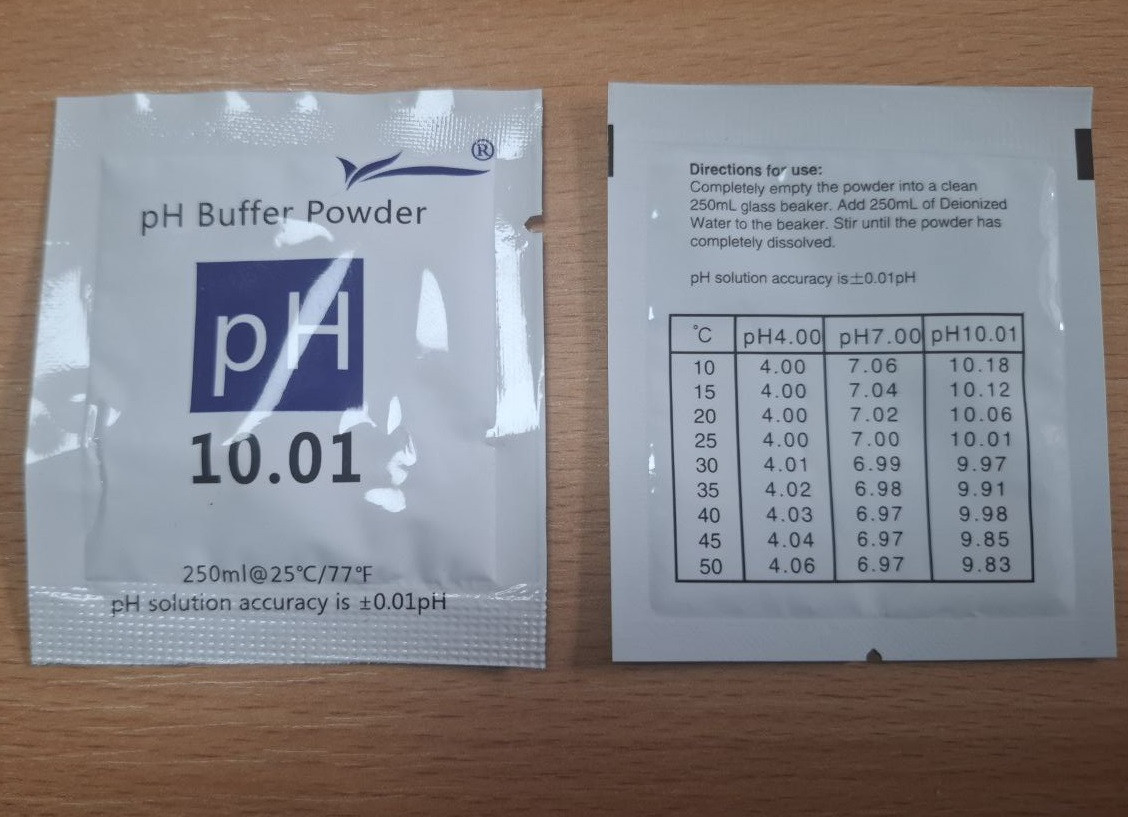 ®
pH Buffer Powder
pH
10.01
250ml@25℃/77℉
pH solution accuracy is ±0.01pH
Directions for use:
Completely empty the powder into a clean
250mL glass beaker. Add 250mL of Deionized
Water to the beaker. Stir until the powder has
completely dissolved.
pH solution accuracy is±0.01pH
℃ pH4.00 pH7.00 pH10.01
10 4.00 7.06 10.18
15 4.00 7.04 10.12
20 4.00 7.02 10.06
25 4.00 7.00 10.01
30 4.01 6.99 9.97
35 4.02 6.98 9.91
40 4.03 6.97 9.98
45 4.04 6.97 9.85
50 4.06 6.97 9.83